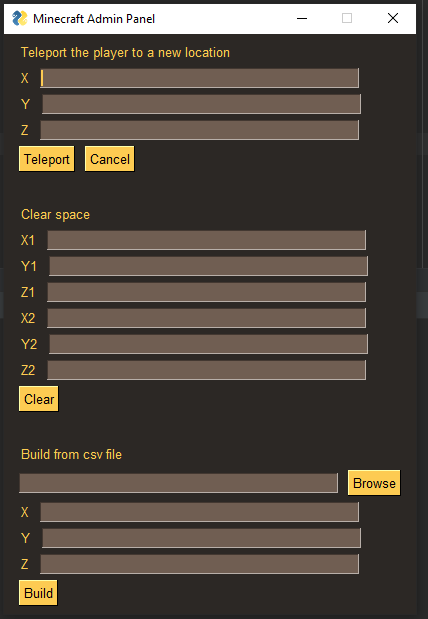 Minecraft Admin Panel
Teleport the player to a new location
X
Y
Z
Teleport Cancel
Clear space
X1
Y1
Z1
X2
Y2
Z2
Clear
Build from csv file
Browse
X
Y
Z
Build